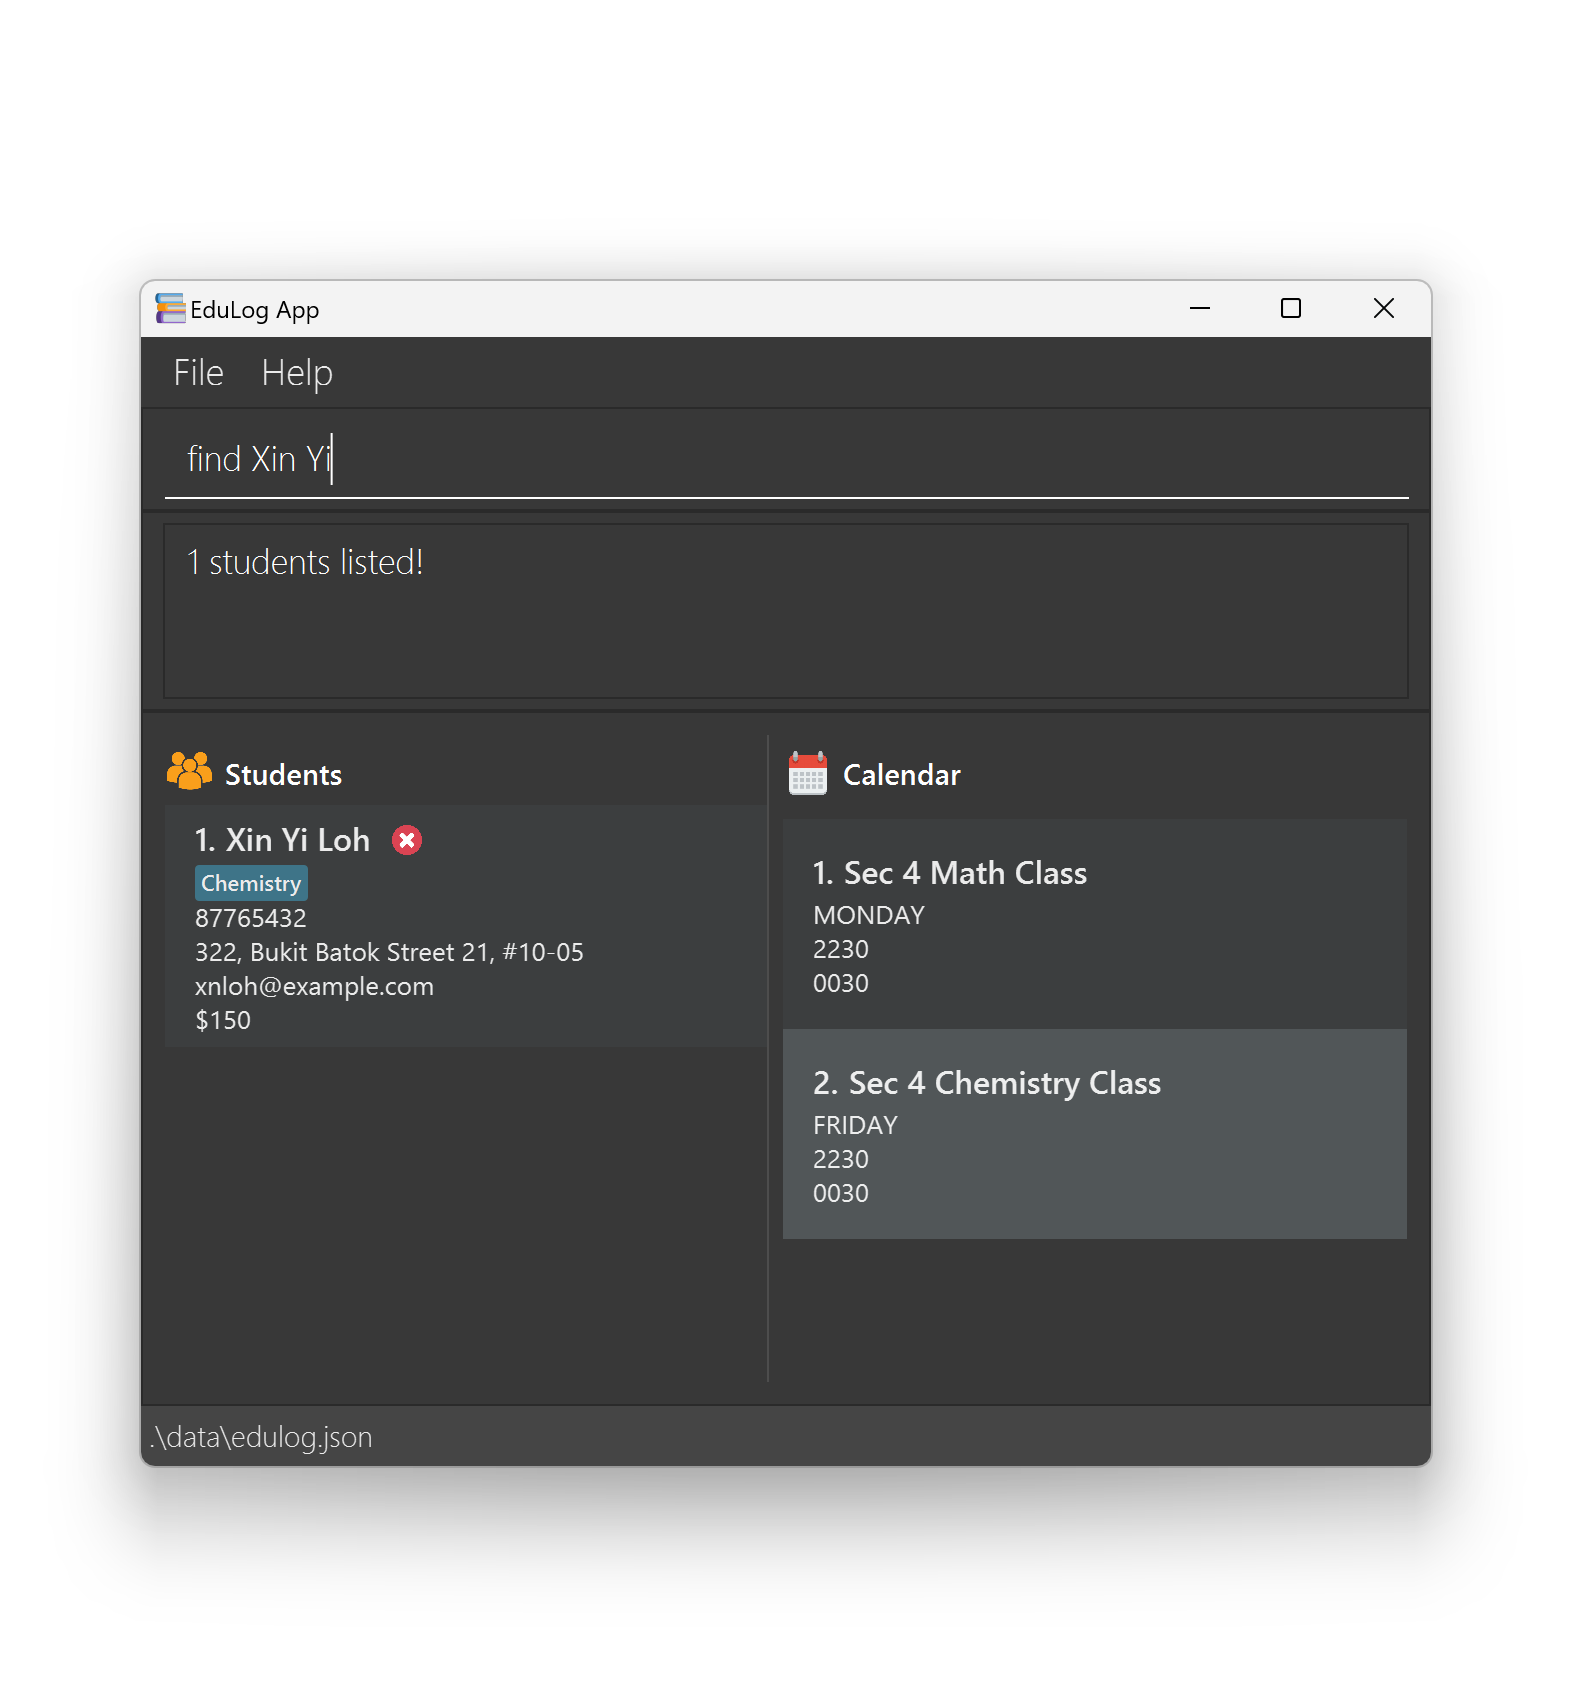 EduLog App
File Help
find Xin Yi
1 students listed!
Students
1. Xin Yi Loh
Chemistry
87765432
322, Bukit Batok Street 21, #10-05
xnloh@example.com
$150
Calendar
1. Sec 4 Math Class
MONDAY
2230
0030
2. Sec 4 Chemistry Class
FRIDAY
2230
0030
.\data\edulog.json